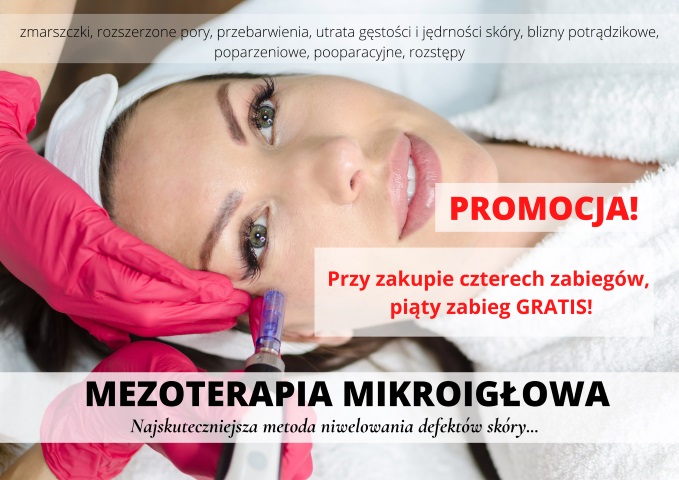 zmarszczki, rozszerzone pory, przebarwienia, utrata gęstości i jędrności skóry, blizny potrądzikowe,
poparzeniowe, pooparacyjne, rozstępy
PROMOCJA!
Przy zakupie czterech zabiegów,
piąty zabieg GRATIS!
MEZOTERAPIA MIKROIGŁOWA
Najskuteczniejsza metoda niwelowania defektów skóry...